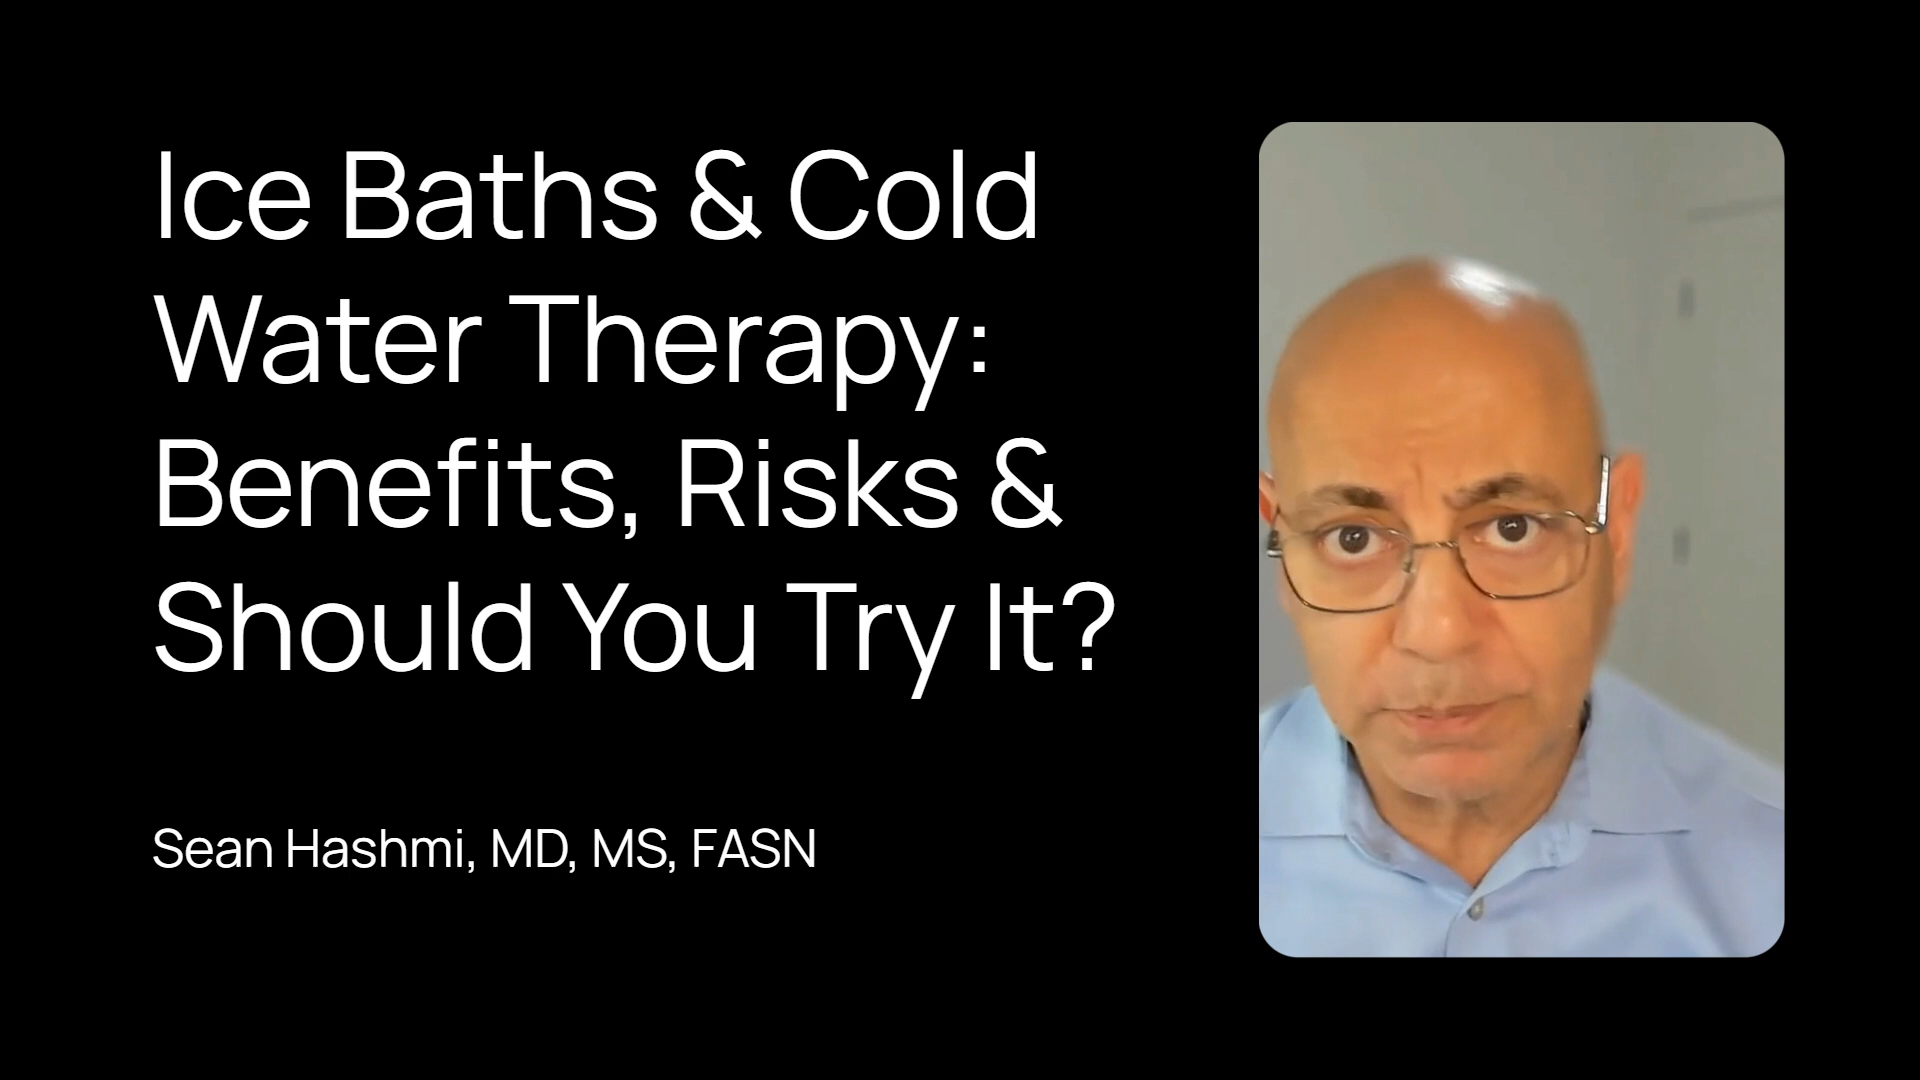 Ice Baths & Cold
Water Therapy:
Benefits, Risks &
Should You Try It?
Sean Hashmi, MD, MS, FASN